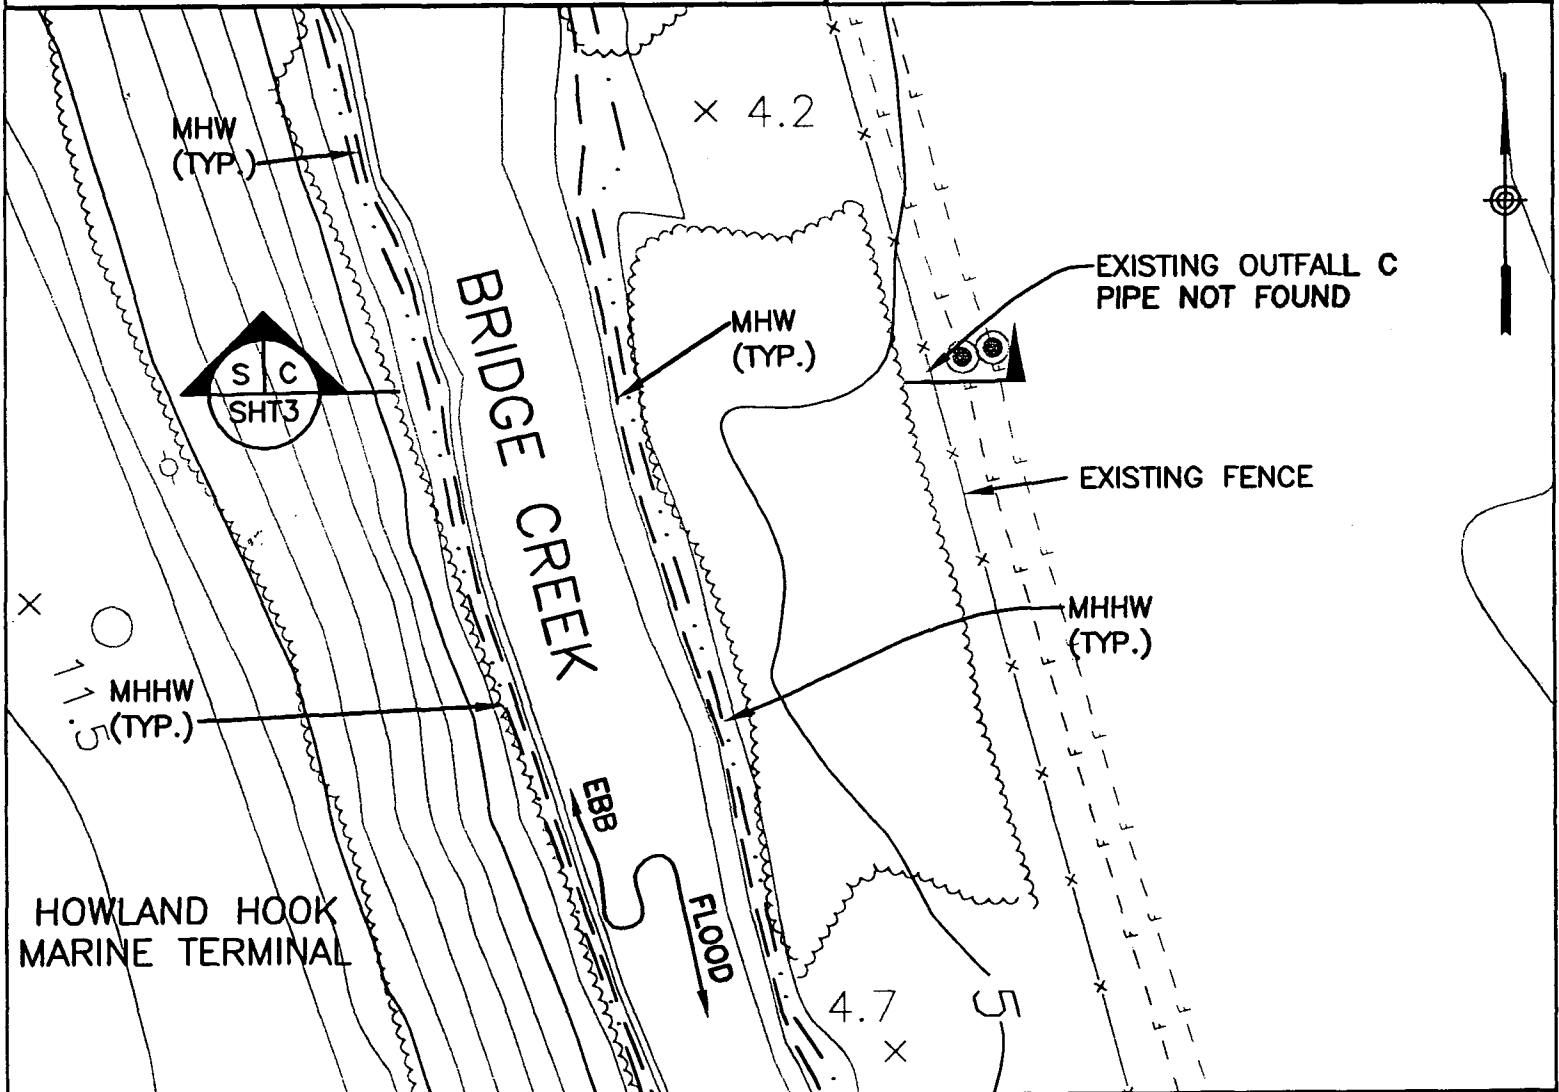 × 4.2
MHW
(TYP.)
EXISTING OUTFALL C
PIPE NOT FOUND
MHW
(TYP.)
S C
SHT3
BRIDGE CREEK
EXISTING FENCE
MHHW
(TYP.)
11.5
MHHW
(TYP.)
EBB
FLOOD
HOWLAND HOOK
MARINE TERMINAL
4.7
5